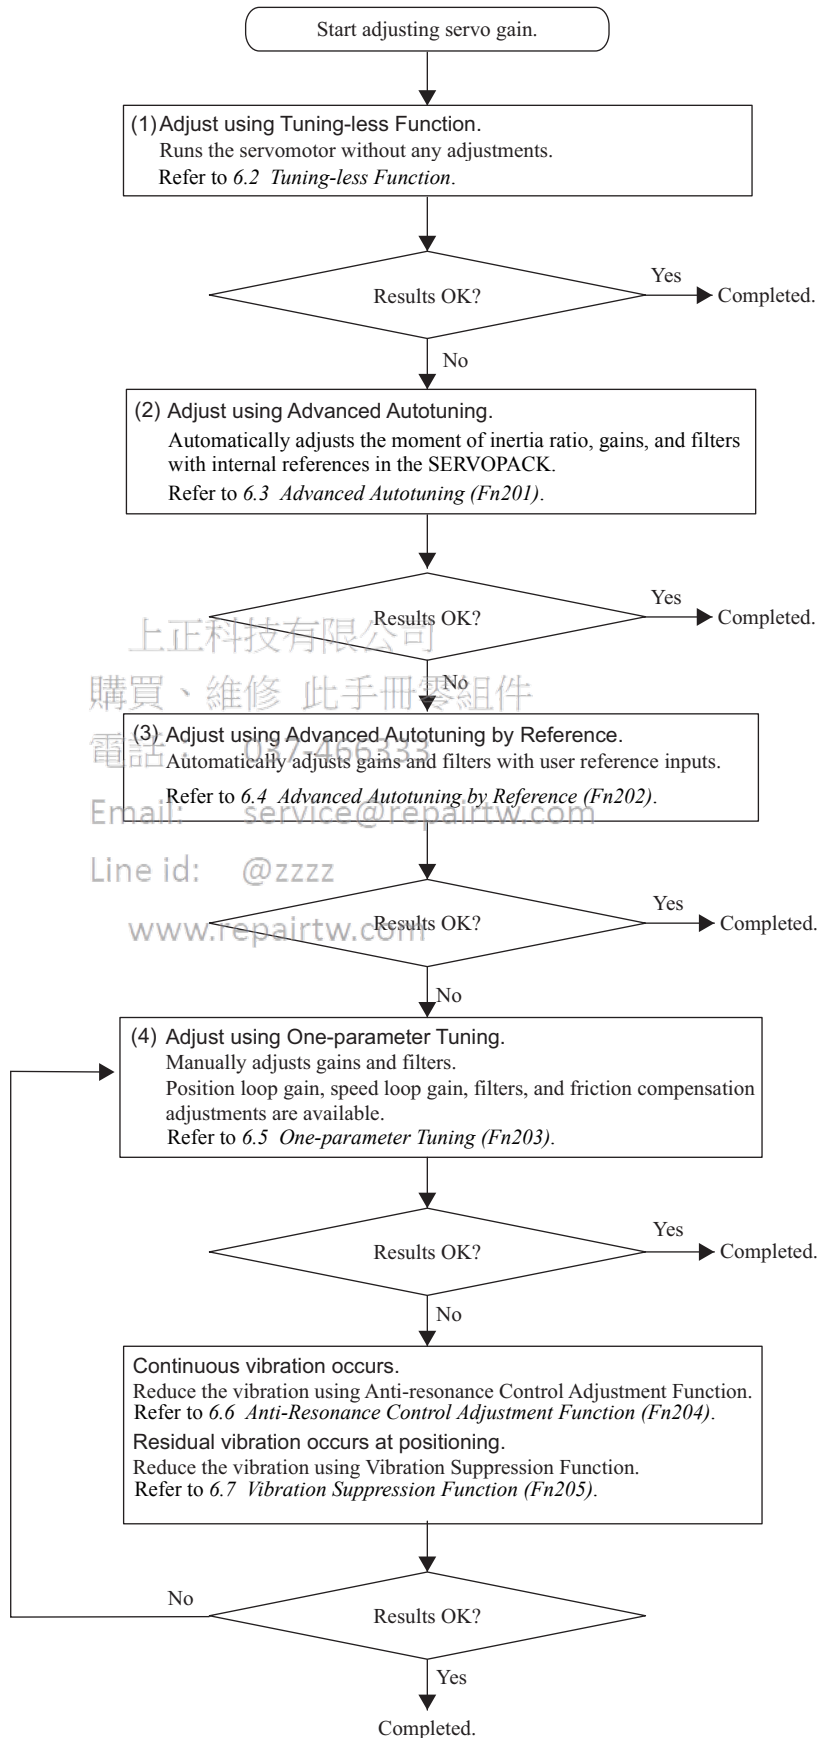 Start adjusting servo gain.
(1) Adjust using Tuning-less Function.
Runs the servomotor without any adjustments.
Refer to 6.2 Tuning-less Function.
Results OK?
Yes
Completed.
No
(2) Adjust using Advanced Autotuning.
Automatically adjusts the moment of inertia ratio, gains, and filters
with internal references in the SERVOPACK.
Refer to 6.3 Advanced Autotuning (Fn201).
Results OK?
Yes
Completed.
上正科技有限公司
No
購買、維修 此手冊零組件
(3) Adjust using Advanced Autotuning by Reference.
電話: 037-466333
Automatically adjusts gains and filters with user reference inputs.
Refer to 6.4 Advanced Autotuning by Reference (Fn202).
Email: service@repairtw.com
Line id: @zzzz
Results OK?
Yes
Completed.
www.repairtw.com
No
(4) Adjust using One-parameter Tuning.
Manually adjusts gains and filters.
Position loop gain, speed loop gain, filters, and friction compensation
adjustments are available.
Refer to 6.5 One-parameter Tuning (Fn203).
Results OK?
Yes
Completed.
No
Continuous vibration occurs.
Reduce the vibration using Anti-resonance Control Adjustment Function.
Refer to 6.6 Anti-Resonance Control Adjustment Function (Fn204).
Residual vibration occurs at positioning.
Reduce the vibration using Vibration Suppression Function.
Refer to 6.7 Vibration Suppression Function (Fn205).
No
Results OK?
Yes
Completed.